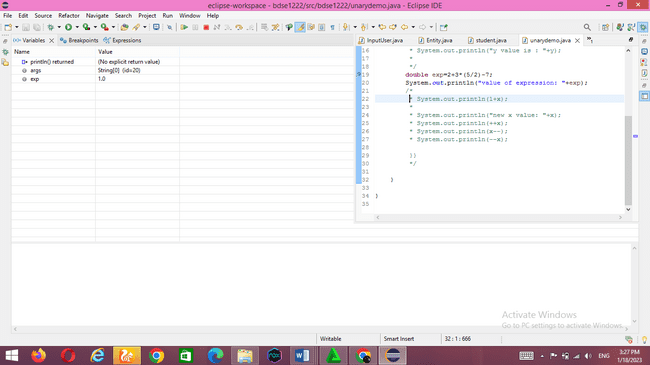 eclipse-workspace - bdse1222/src/bdse1222/unarydemo.java - Eclipse IDE
File Edit Source Refactor Navigate Search Project Run Window Help
Variables Breakpoints Expressions
Name Value
println() returned (No explicit return value)
args String[0] (id=20)
exp 1.0
InputUser.java Entity.java student.java unarydemo.java
16 * System.out.println("y value is : "+y);
17 *
18 */
19 double exp=2+3*(5/2)-7;
20 System.out.println("value of expression: "+exp);
21 /*
22 * System.out.println(1+x);
23 *
24 * System.out.println("new x value: "+x);
25 * System.out.println(++x);
26 * System.out.println(x--);
27 * System.out.println(--x);
28
29 })
30 */
31
32 }
33
34 }
35
Activate Windows
Go to PC settings to activate Windows.
Writable Smart Insert 32 : 1 : 666
ENG 3:27 PM
1/18/2023